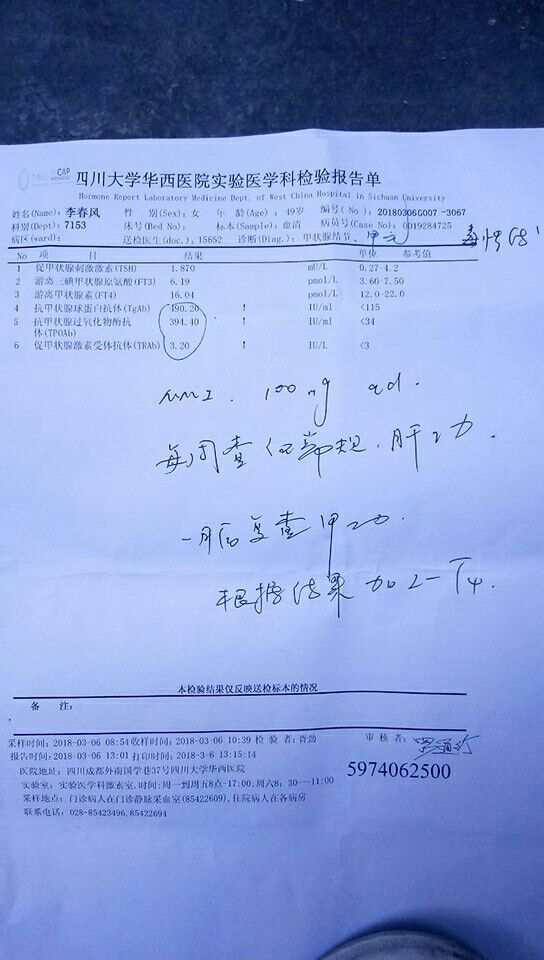 CAP
四川大学华西医院实验医学科检验报告单
Hormone Report Laboratory Medicine Dept. of West China Hospital in Sichuan University
姓名(Name): 李春风 性 别(Sex): 女 年 龄(Age) : 49岁 编号( No ): 20180306G007 -3067
科别(Dept): 7153 床号(Bed No): 标本(Sample): 血清 病员号(Case No): 0019284725
病区(ward): 送检医生(doc.): 15652 诊断(Diag.): 甲状腺结节, 甲亢
No 项 目 结果 单位 参考值
1 促甲状腺刺激激素(TSH) 1.870 mU/L 0.27-4.2
2 游离三碘甲状腺原氨酸(FT3) 6.19 pmol/L 3.60-7.50
3 游离甲状腺素(FT4) 16.04 pmol/L 12.0-22.0
4 抗甲状腺球蛋白抗体(TgAb) 190.20 ↑ IU/ml <115
5 抗甲状腺过氧化物酶抗体(TPOAb) 394.40 ↑ IU/ml <34
6 促甲状腺激素受体抗体(TRAb) 3.20 ↑ IU/L <3
每周查血常规、肝功.
一月后复查甲功.
根据结果加L-T4.
本检验结果仅反映送检标本的情况
备 注:
采样时间: 2018-03-06 08:54 收样时间: 2018-03-06 10:39 检 验 者: 胥劲 审 核 者:
报告时间: 2018-03-06 13:01 打印时间: 2018-3-6 13:15:14
医院地址: 四川成都外南国学巷37号四川大学华西医院
5974062500
实验室: 实验医学科激素室, 时间: 周一到周五8点-17:00, 周六8: 30---11:00
采样地点: 门诊病人在门诊静脉采血室(85422609), 住院病人在各病房
联系电话: 028-85423496, 85422694